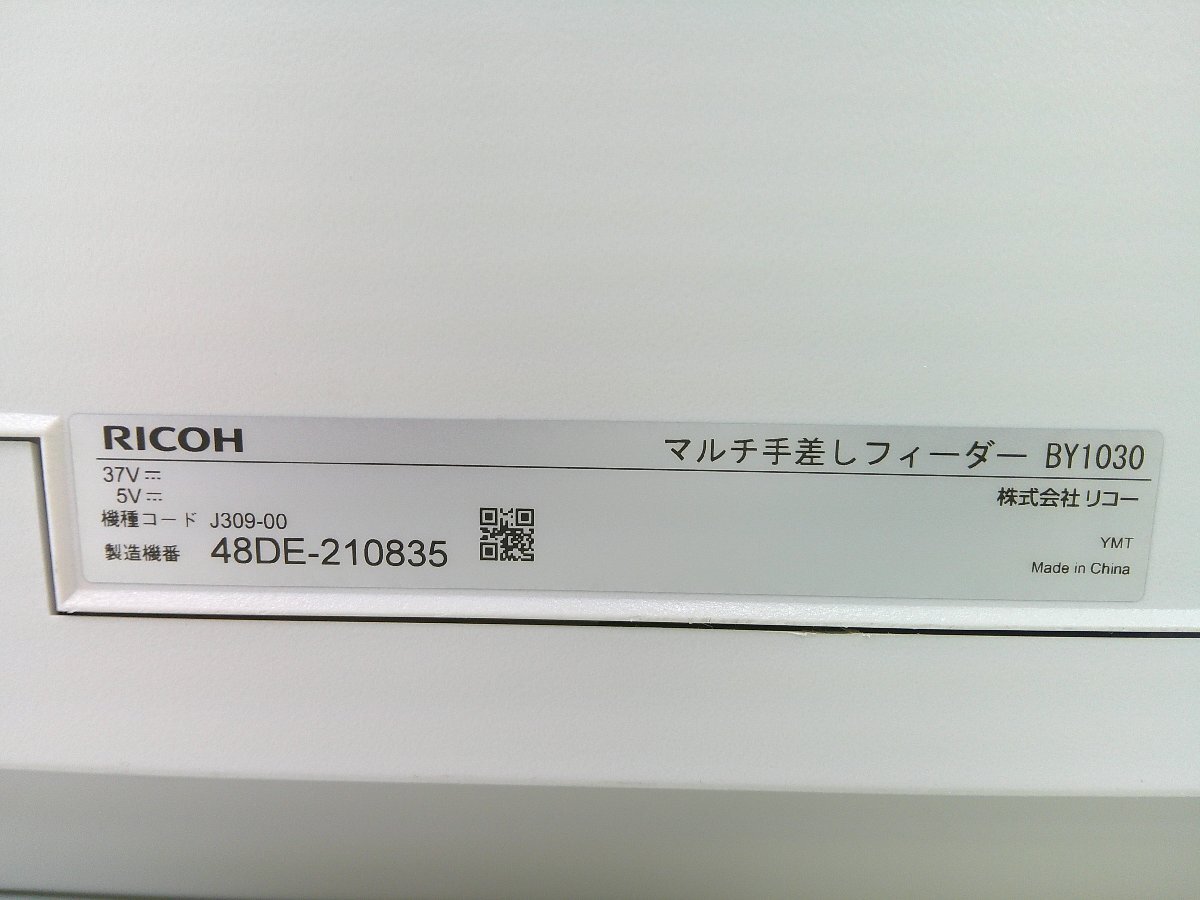 RICOH
マルチ手差しフィーダー BY1030
37V⎓
5V⎓
株式会社リコー
機種コード J309-00
製造機番 48DE-210835
YMT
Made in China